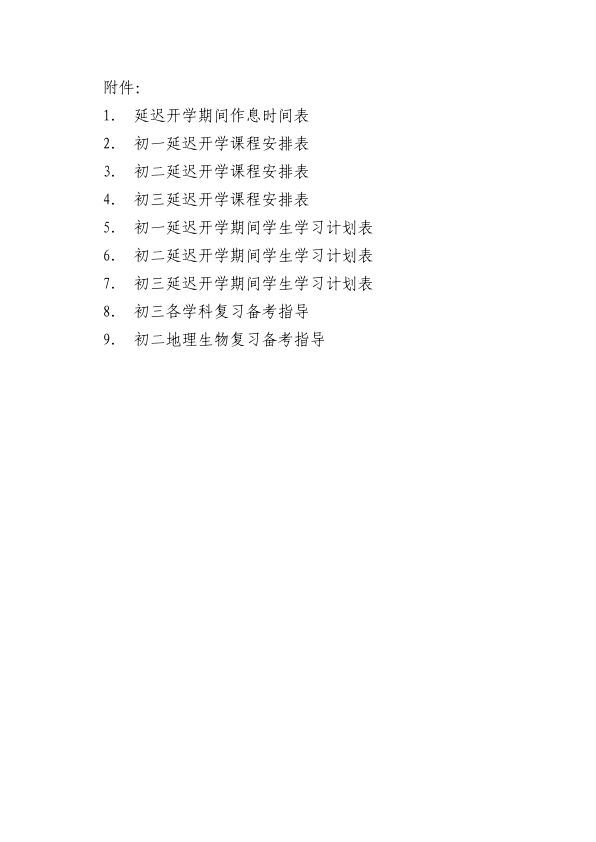 附件：
1. 延迟开学期间作息时间表
2. 初一延迟开学课程安排表
3. 初二延迟开学课程安排表
4. 初三延迟开学课程安排表
5. 初一延迟开学期间学生学习计划表
6. 初二延迟开学期间学生学习计划表
7. 初三延迟开学期间学生学习计划表
8. 初三各学科复习备考指导
9. 初二地理生物复习备考指导